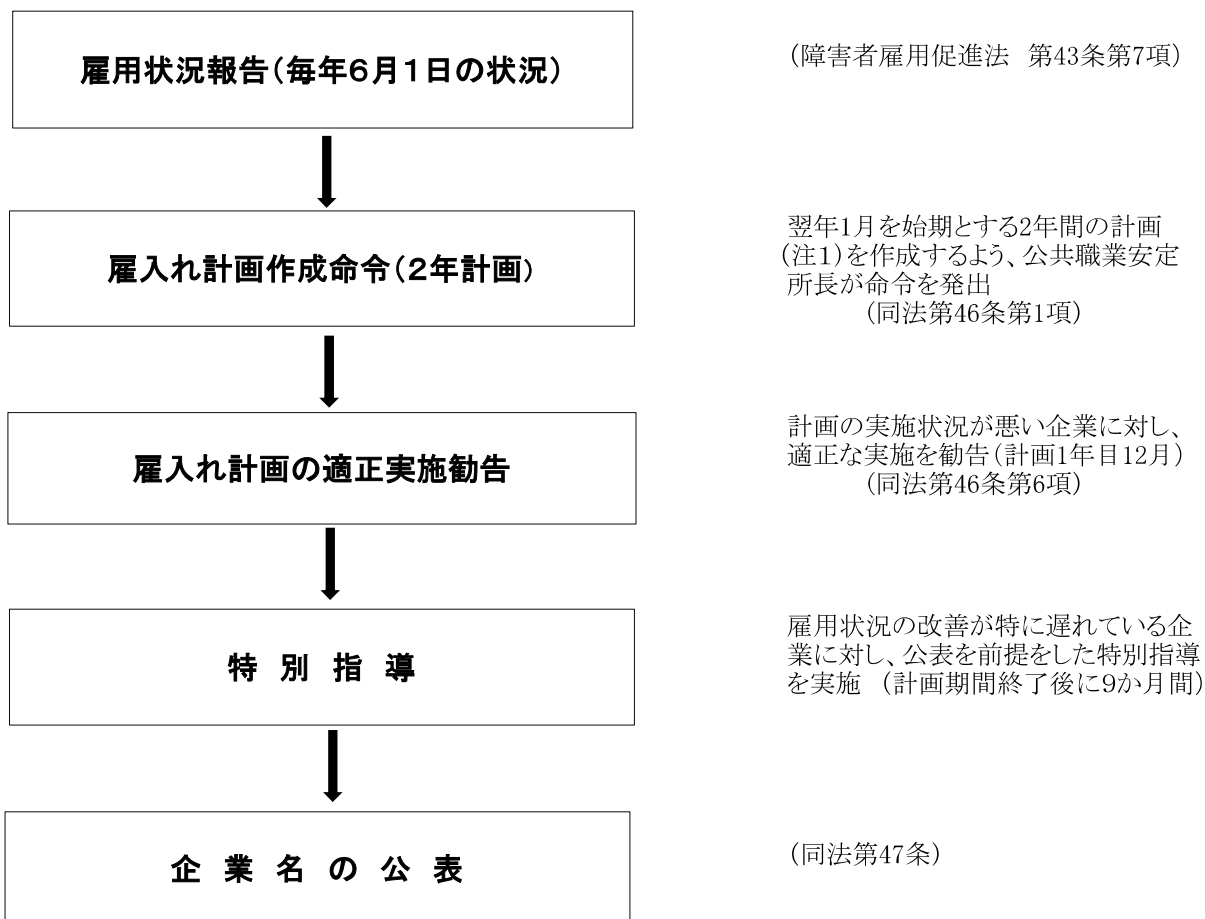 雇用状況報告(毎年6月1日の状況)
(障害者雇用促進法　第43条第7項)
雇入れ計画作成命令(2年計画)
翌年1月を始期とする2年間の計画
(注1)を作成するよう、公共職業安定
所長が命令を発出
(同法第46条第1項)
雇入れ計画の適正実施勧告
計画の実施状況が悪い企業に対し、
適正な実施を勧告(計画1年目12月)
(同法第46条第6項)
特　別　指　導
雇用状況の改善が特に遅れている企
業に対し、公表を前提をした特別指導
を実施　(計画期間終了後に9か月間)
企　業　名　の　公　表
(同法第47条)